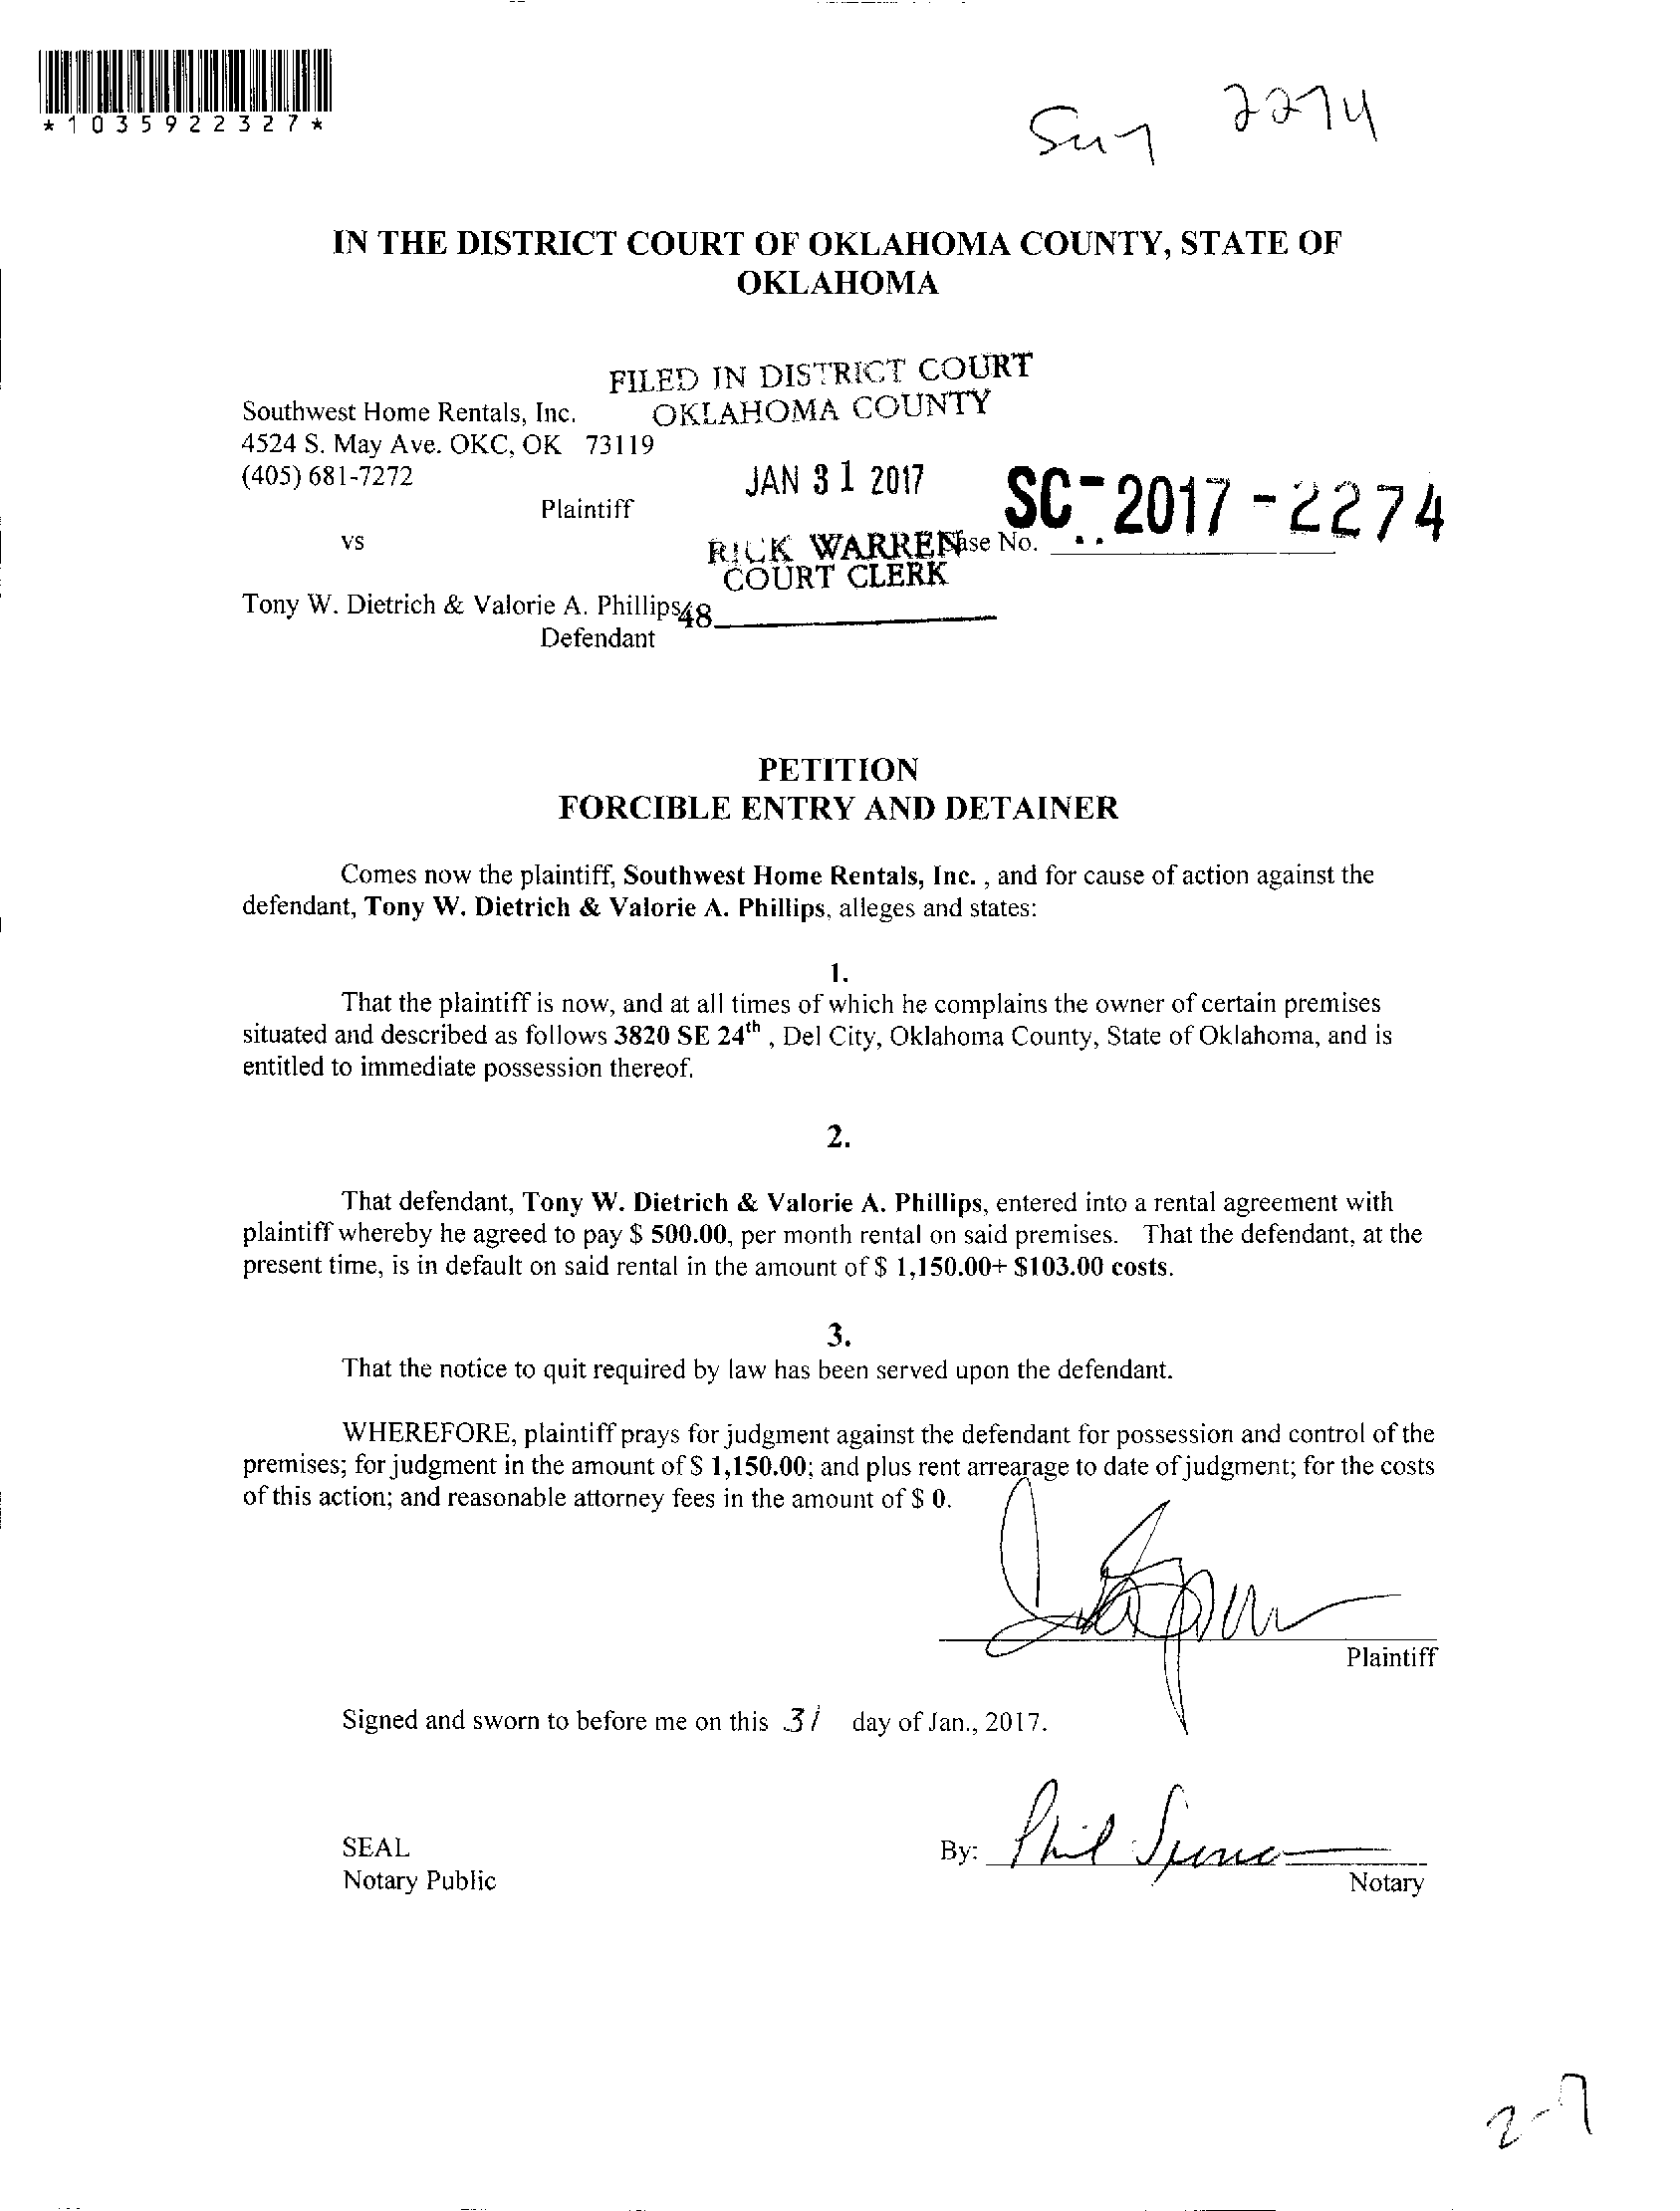 *1035922327*
2274
IN THE DISTRICT COURT OF OKLAHOMA COUNTY, STATE OF
OKLAHOMA
FILED IN DISTRICT COURT
OKLAHOMA COUNTY
Southwest Home Rentals, Inc.
4524 S. May Ave. OKC, OK 73119
(405) 681-7272
JAN 31 2017
SC-2017-2274
Plaintiff
vs
RICK WARREN
Case No.
COURT CLERK
Tony W. Dietrich & Valorie A. Phillips
48
Defendant
PETITION
FORCIBLE ENTRY AND DETAINER
Comes now the plaintiff, Southwest Home Rentals, Inc. , and for cause of action against the
defendant, Tony W. Dietrich & Valorie A. Phillips, alleges and states:
1.
That the plaintiff is now, and at all times of which he complains the owner of certain premises
situated and described as follows 3820 SE 24th , Del City, Oklahoma County, State of Oklahoma, and is
entitled to immediate possession thereof.
2.
That defendant, Tony W. Dietrich & Valorie A. Phillips, entered into a rental agreement with
plaintiff whereby he agreed to pay $ 500.00, per month rental on said premises. That the defendant, at the
present time, is in default on said rental in the amount of $ 1,150.00+ $103.00 costs.
3.
That the notice to quit required by law has been served upon the defendant.
WHEREFORE, plaintiff prays for judgment against the defendant for possession and control of the
premises; for judgment in the amount of $ 1,150.00; and plus rent arrearage to date of judgment; for the costs
of this action; and reasonable attorney fees in the amount of $ 0.
Plaintiff
Signed and sworn to before me on this 31 day of Jan., 2017.
SEAL
By: Phil
Notary Public
Notary
2-7